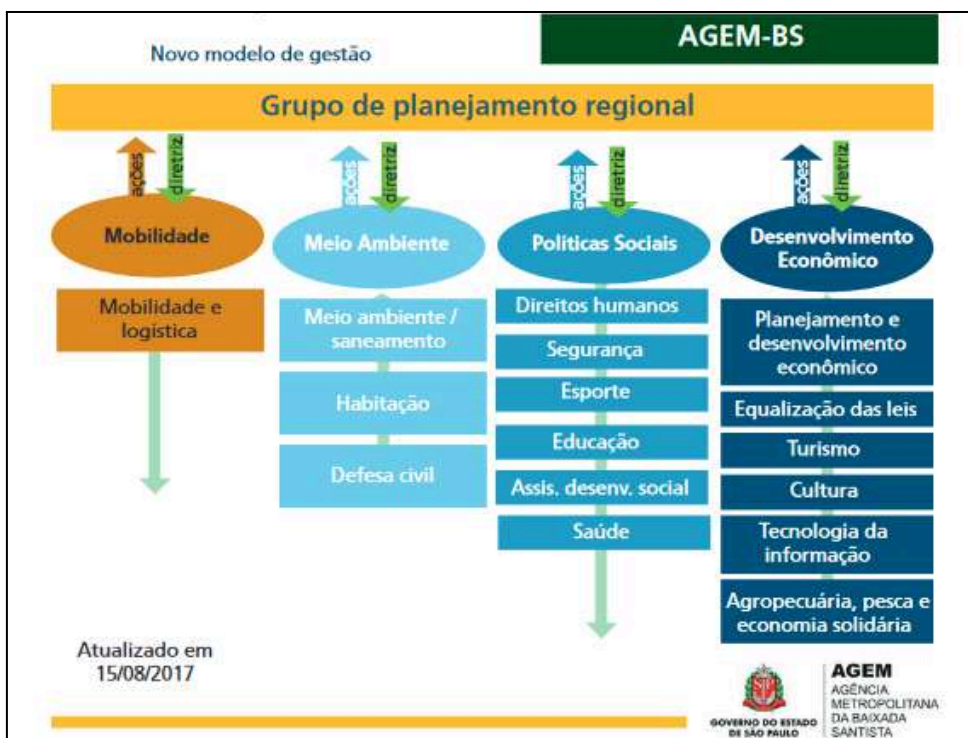 Novo modelo de gestão
AGEM-BS
Grupo de planejamento regional
ações
diretriz
ações
diretriz
ações
diretriz
ações
diretriz
Mobilidade
Mobilidade e
logística
Meio Ambiente
Meio ambiente /
saneamento
Habitação
Defesa civil
Políticas Sociais
Direitos humanos
Segurança
Esporte
Educação
Assis. desenv. social
Saúde
Desenvolvimento
Econômico
Planejamento e
desenvolvimento
econômico
Equalização das leis
Turismo
Cultura
Tecnologia da
informação
Agropecuária, pesca e
economia solidária
Atualizado em
15/08/2017
SP
GOVERNO DO ESTADO
DE SÃO PAULO
AGEM
AGÊNCIA
METROPOLITANA
DA BAIXADA
SANTISTA